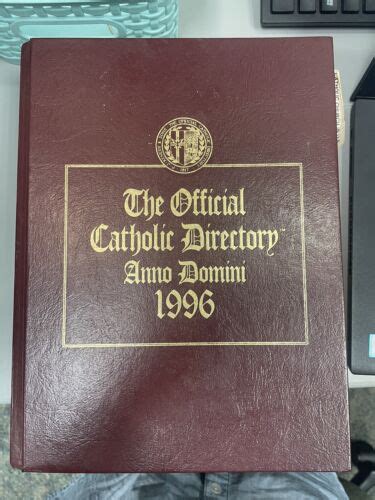 The Official
Catholic Directory™
Anno Domini
1996